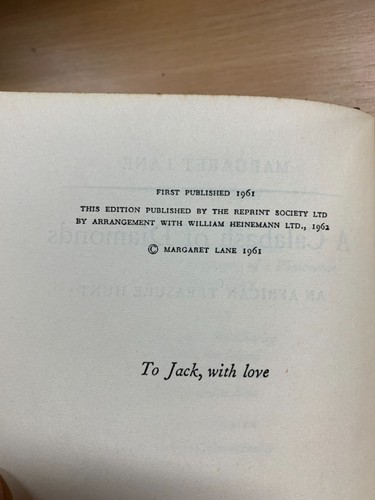 FIRST PUBLISHED 1961
THIS EDITION PUBLISHED BY THE REPRINT SOCIETY LTD
BY ARRANGEMENT WITH WILLIAM HEINEMANN LTD., 1962
© MARGARET LANE 1961
To Jack, with love